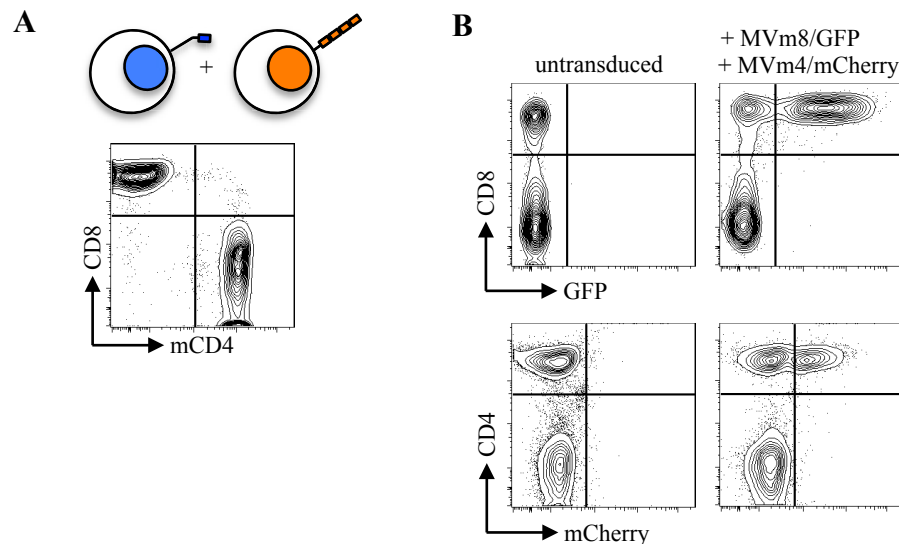 A
+
CD8
mCD4
B
untransduced
+ MVm8/GFP
+ MVm4/mCherry
CD8
GFP
CD4
mCherry